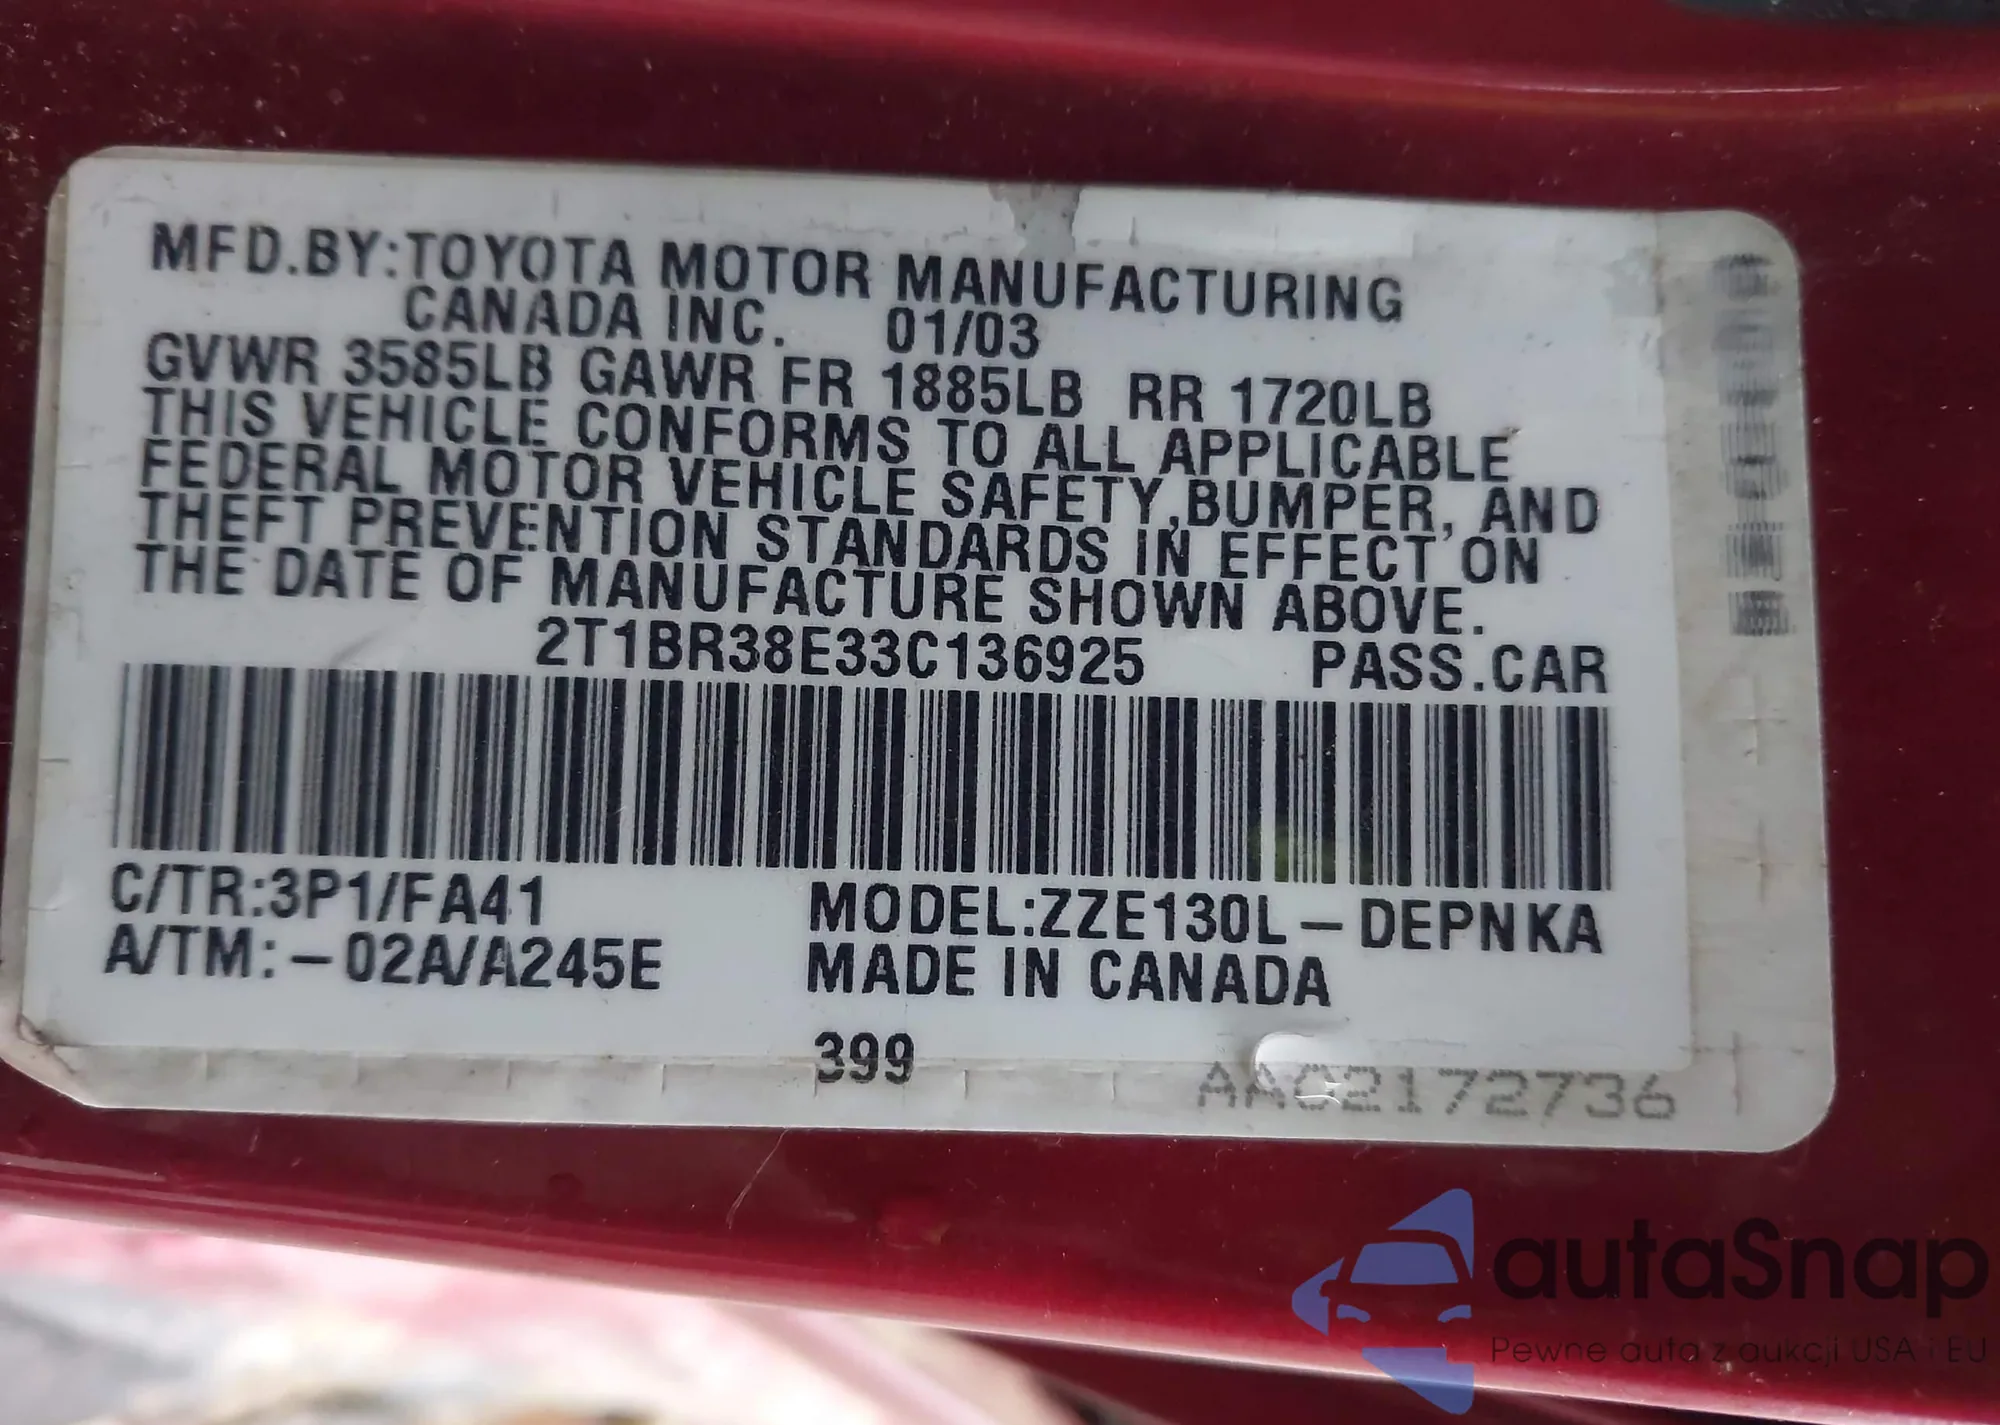 MFD.BY:TOYOTA MOTOR MANUFACTURING
CANADA INC. 01/03
GVWR 3585LB GAWR FR 1885LB RR 1720LB
THIS VEHICLE CONFORMS TO ALL APPLICABLE
FEDERAL MOTOR VEHICLE SAFETY,BUMPER, AND
THEFT PREVENTION STANDARDS IN EFFECT ON
THE DATE OF MANUFACTURE SHOWN ABOVE.
2T1BR38E33C136925 PASS.CAR
C/TR:3P1/FA41 MODEL:ZZE130L-DEPNKA
A/TM:-02A/A245E MADE IN CANADA
399
AA02172736
autaSnap
Pewne auta z aukcji USA i EU